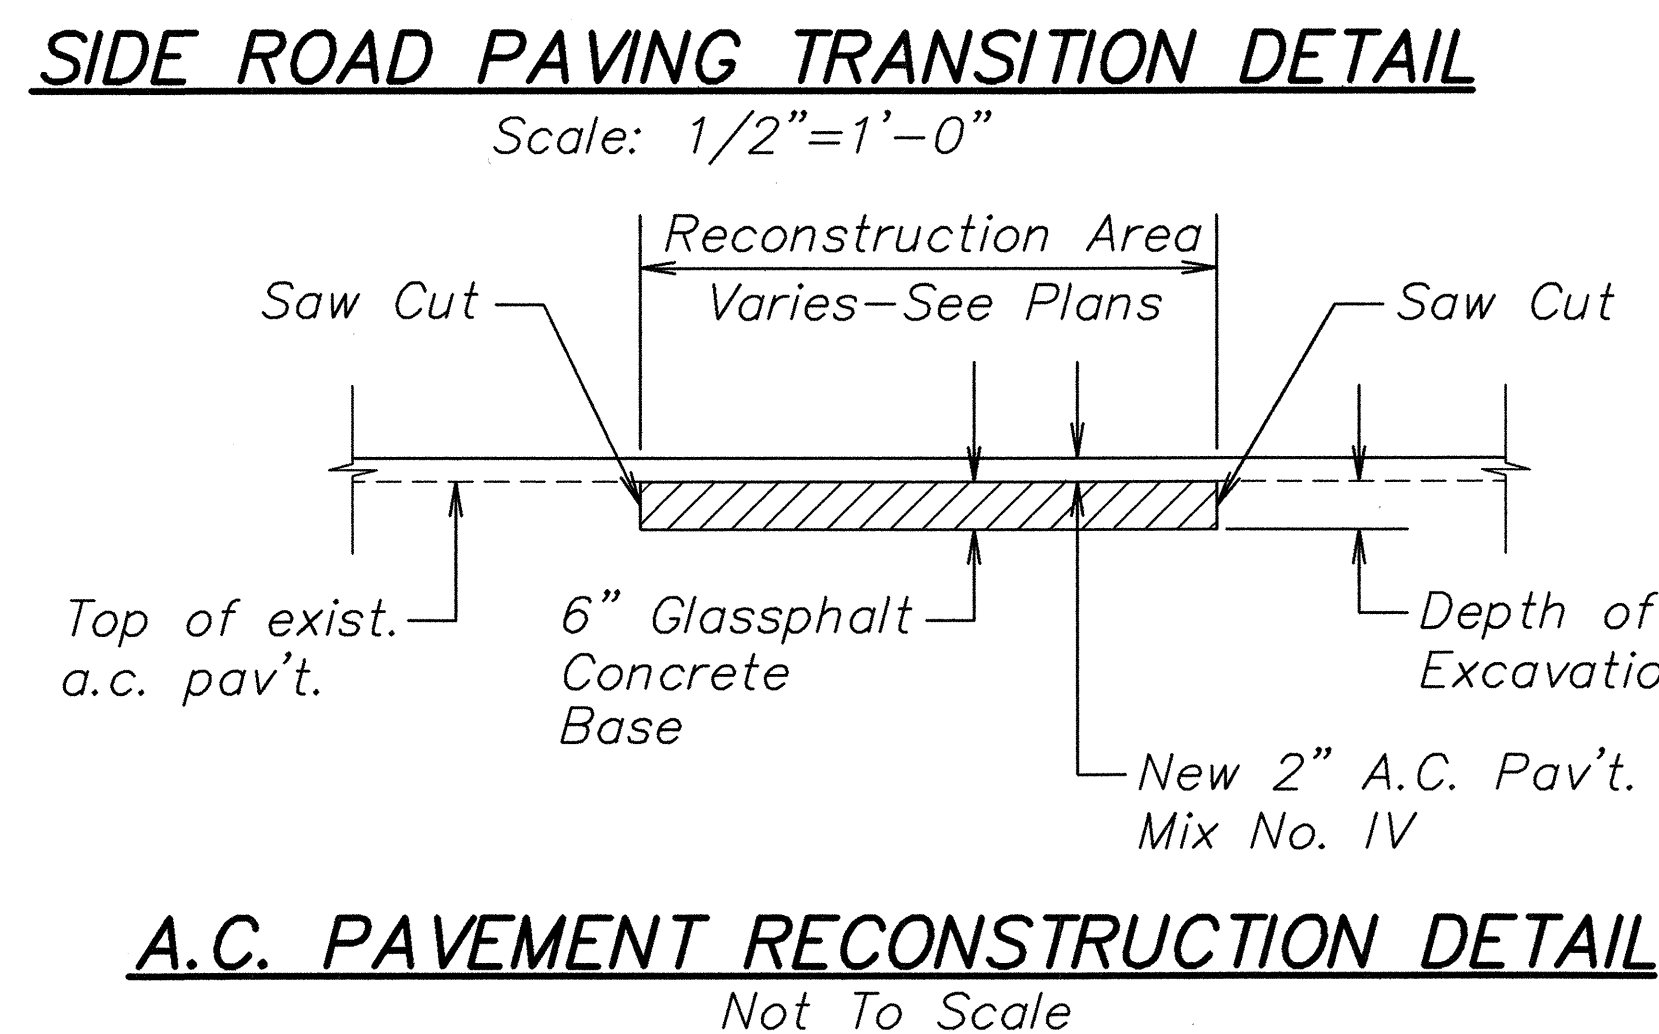 SIDE ROAD PAVING TRANSITION DETAIL
Scale: 1/2"=1'-0"
Reconstruction Area
Varies-See Plans
Saw Cut
Saw Cut
Top of exist.
a.c. pav't.
6" Glassphalt
Concrete
Base
Depth of
Excavatio
New 2" A.C. Pav't.
Mix No. IV
A.C. PAVEMENT RECONSTRUCTION DETAIL
Not To Scale